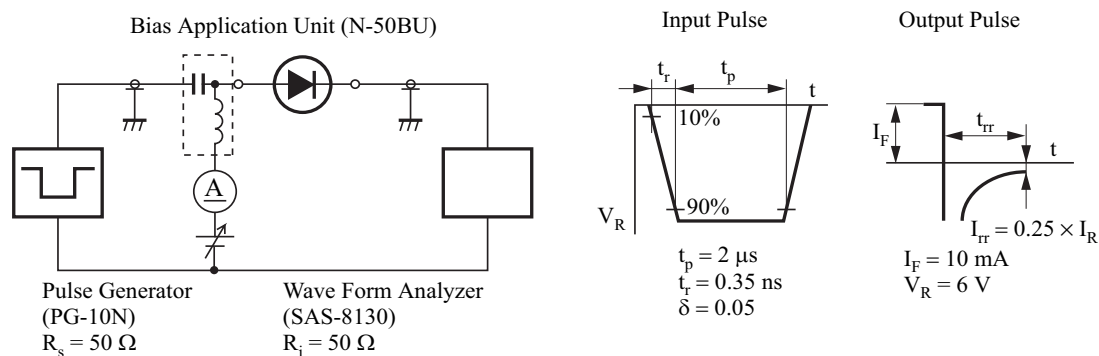 Bias Application Unit (N-50BU)
A
Pulse Generator
(PG-10N)
R_s = 50 Ω
Wave Form Analyzer
(SAS-8130)
R_i = 50 Ω
Input Pulse
t_r
t_p
t
10%
90%
V_R
t_p = 2 μs
t_r = 0.35 ns
δ = 0.05
Output Pulse
I_F
t_rr
t
I_rr = 0.25 × I_R
I_F = 10 mA
V_R = 6 V